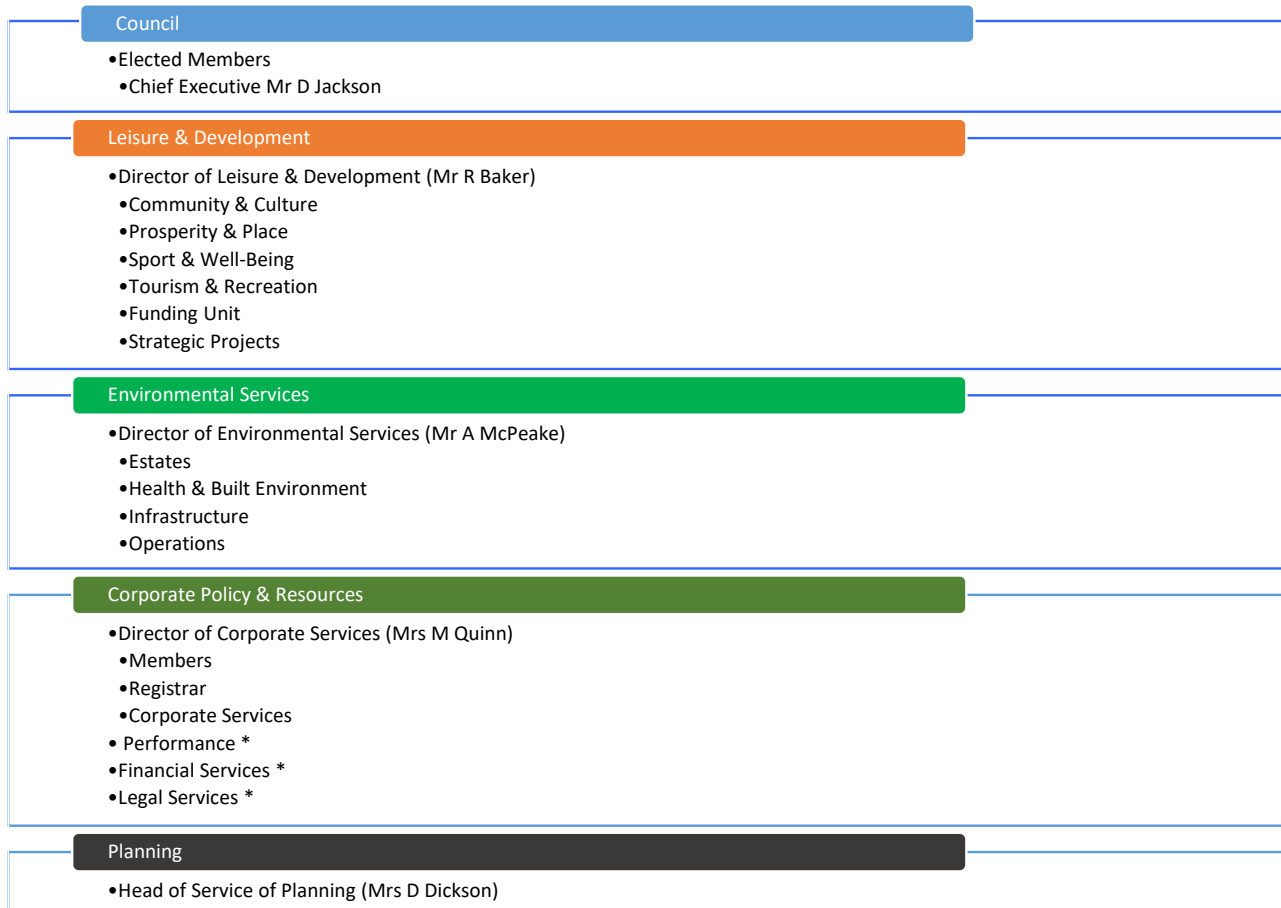 Council
•Elected Members
•Chief Executive Mr D Jackson
Leisure & Development
•Director of Leisure & Development (Mr R Baker)
•Community & Culture
•Prosperity & Place
•Sport & Well-Being
•Tourism & Recreation
•Funding Unit
•Strategic Projects
Environmental Services
•Director of Environmental Services (Mr A McPeake)
•Estates
•Health & Built Environment
•Infrastructure
•Operations
Corporate Policy & Resources
•Director of Corporate Services (Mrs M Quinn)
•Members
•Registrar
•Corporate Services
• Performance *
•Financial Services *
•Legal Services *
Planning
•Head of Service of Planning (Mrs D Dickson)